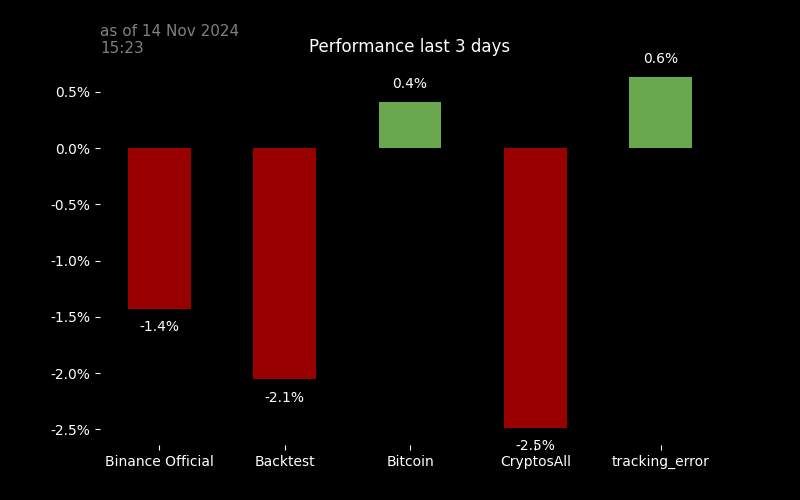 as of 14 Nov 2024
15:23
Performance last 3 days
0.6%
0.4%
0.5%
0.0%
-0.5%
-1.0%
-1.5%
-1.4%
-2.0%
-2.1%
-2.5%
-2.5%
Binance Official
Backtest
Bitcoin
CryptosAll
tracking_error